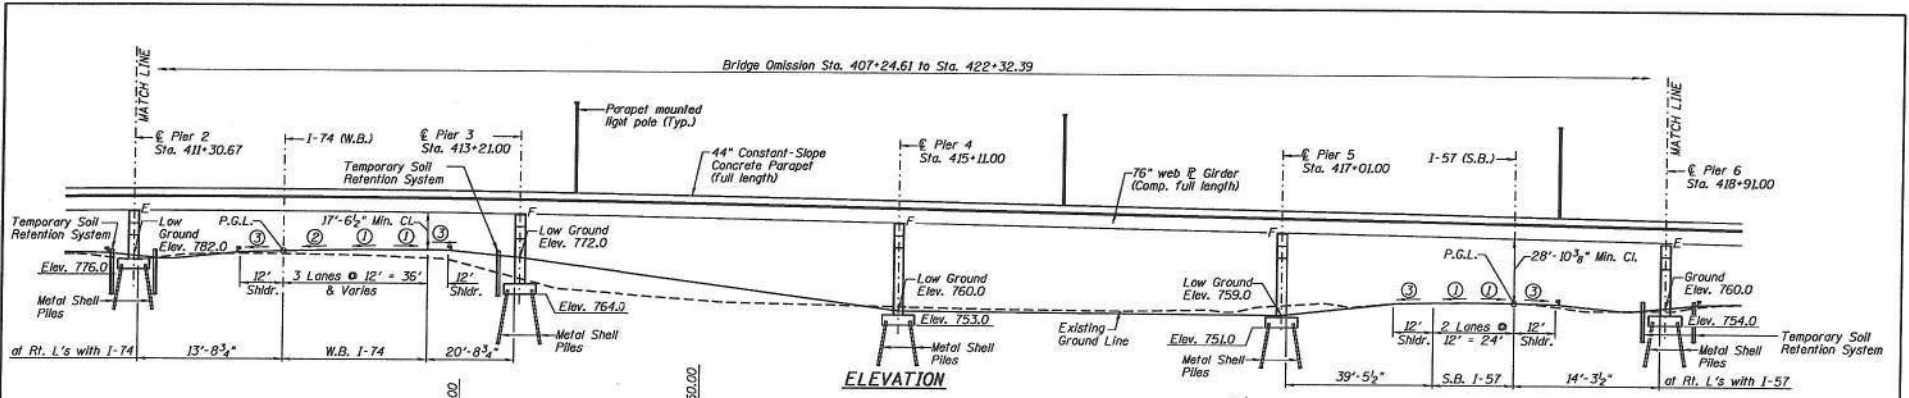 Bridge Omission Sta. 407+24.61 to Sta. 422+32.39
MATCH LINE
℄ Pier 2
Sta. 411+30.67
I-74 (W.B.)
℄ Pier 3
Sta. 413+21.00
Parapet mounted
light pole (Typ.)
44" Constant-Slope
Concrete Parapet
(full length)
Temporary Soil
Retention System
℄ Pier 4
Sta. 415+11.00
76" web ℙ Girder
(Comp. full length)
℄ Pier 5
Sta. 417+01.00
I-57 (S.B.)
MATCH LINE
℄ Pier 6
Sta. 418+91.00
Temporary Soil
Retention System
E
Low
Ground
Elev. 782.0
P.G.L.
17'-6½" Min. Cl.
F
Low Ground
Elev. 772.0
F
Low Ground
Elev. 760.0
F
Low Ground
Elev. 759.0
P.G.L.
28'-10⅜" Min. Cl.
E
Ground
Elev. 760.0
③ ② ① ① ③
③ ① ① ③
Elev. 776.0
12'
Shldr.
3 Lanes @ 12' = 36'
& Varies
12'
Shldr.
Elev. 764.0
Elev. 753.0
Existing
Ground Line
Elev. 751.0
12'
Shldr.
2 Lanes @
12' = 24'
12'
Shldr.
Elev. 754.0
Metal Shell
Piles
Metal Shell
Piles
Metal Shell
Piles
Metal Shell
Piles
Metal Shell
Piles
Temporary Soil
Retention System
at Rt. L's with I-74
13'-8¾"
W.B. I-74
20'-8¾"
39'-5½"
S.B. I-57
14'-3½"
at Rt. L's with I-57
ELEVATION